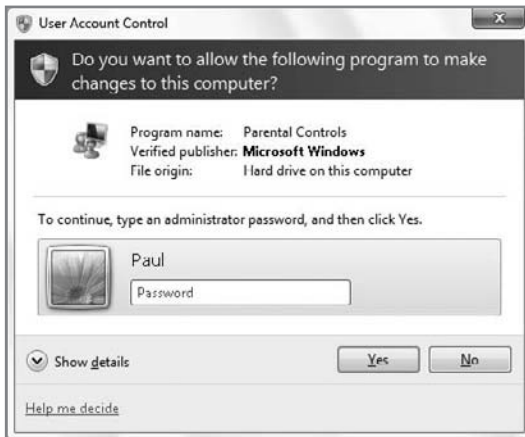 User Account Control
Do you want to allow the following program to make
changes to this computer?
Program name: Parental Controls
Verified publisher: Microsoft Windows
File origin: Hard drive on this computer
To continue, type an administrator password, and then click Yes.
Paul
Password
Show details
Yes
No
Help me decide